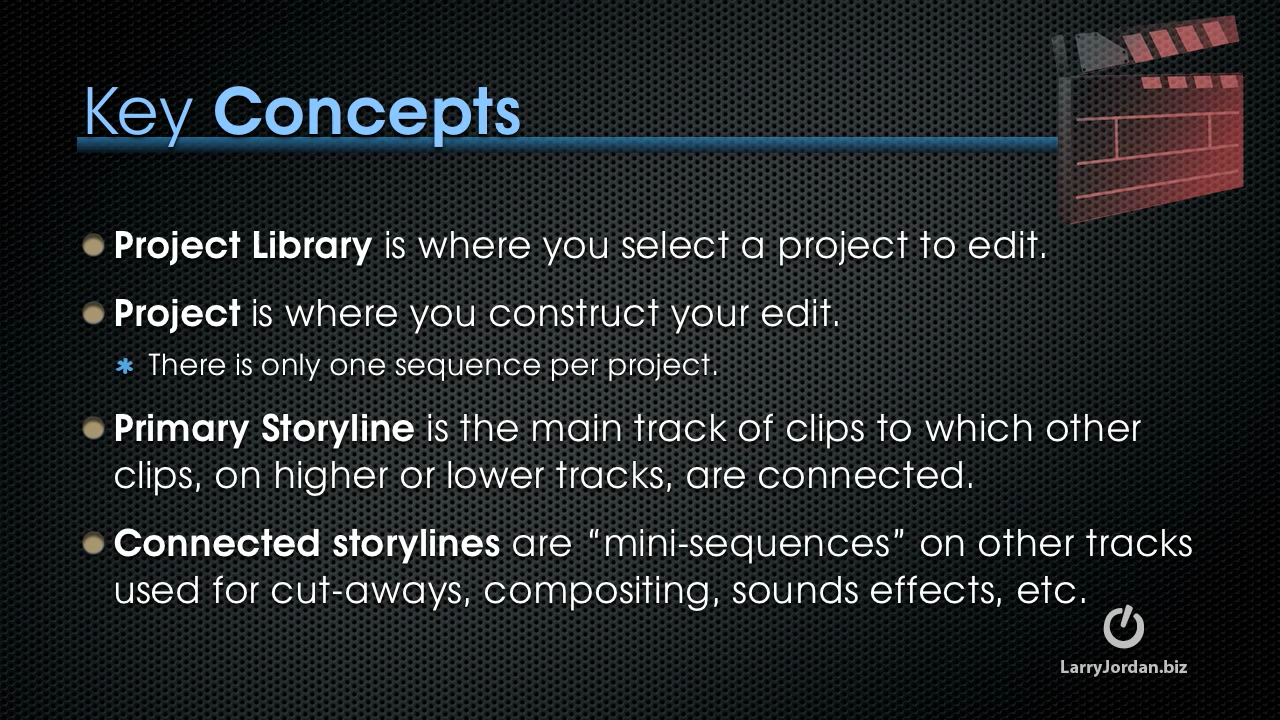 Key Concepts
Project Library is where you select a project to edit.
Project is where you construct your edit.
There is only one sequence per project.
Primary Storyline is the main track of clips to which other
clips, on higher or lower tracks, are connected.
Connected storylines are “mini-sequences” on other tracks
used for cut-aways, compositing, sounds effects, etc.
LarryJordan.biz